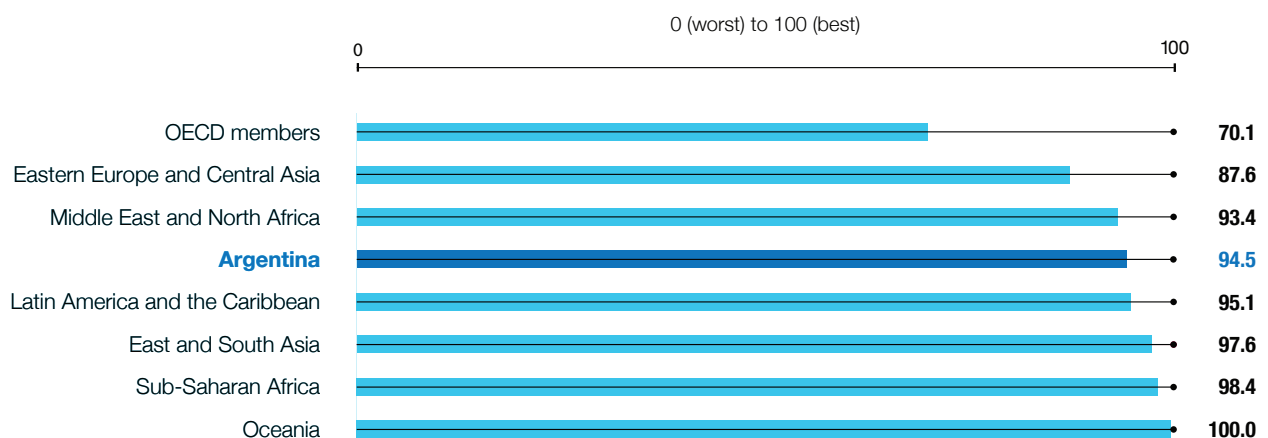 0 (worst) to 100 (best)
0 100
OECD members 70.1
Eastern Europe and Central Asia 87.6
Middle East and North Africa 93.4
Argentina 94.5
Latin America and the Caribbean 95.1
East and South Asia 97.6
Sub-Saharan Africa 98.4
Oceania 100.0